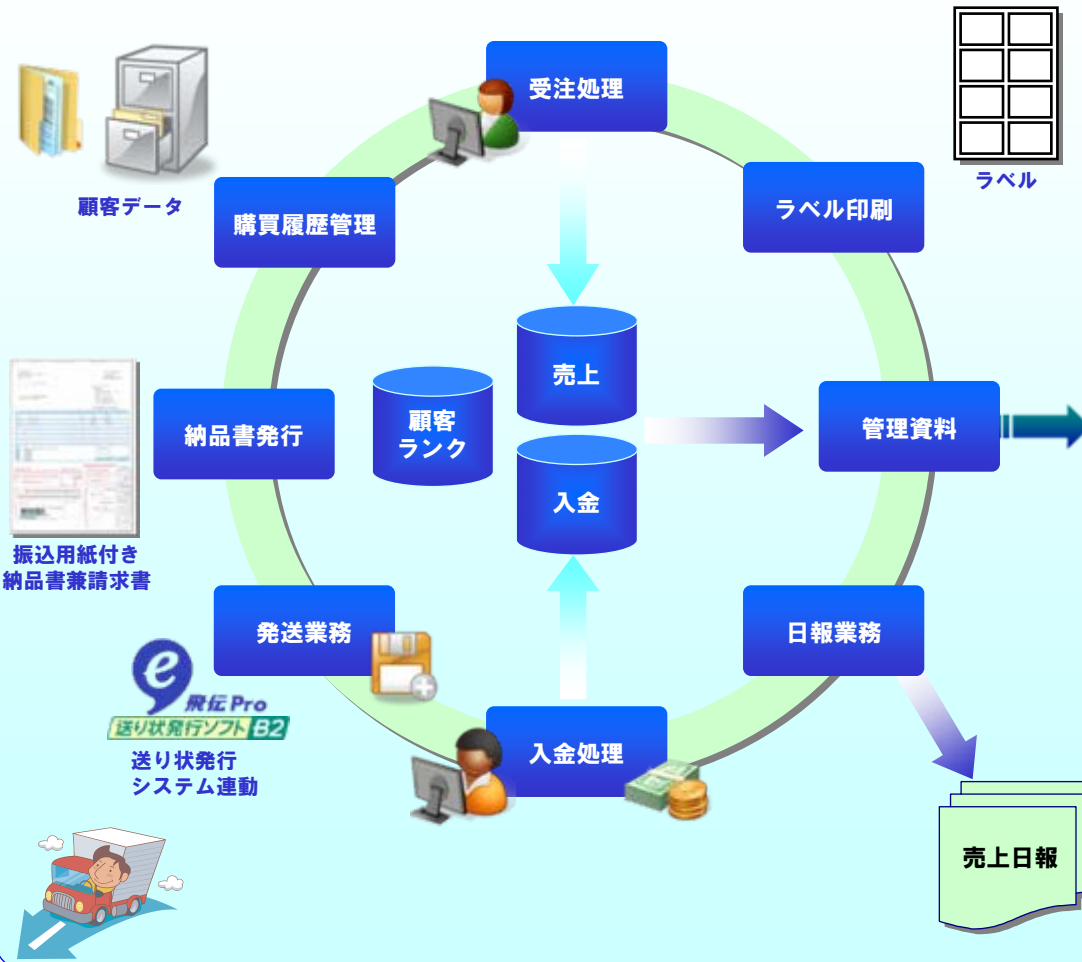 受注処理
ラベル
顧客データ
購買履歴管理
ラベル印刷
売上
顧客
ランク
管理資料
納品書発行
入金
振込用紙付き
納品書兼請求書
発送業務
日報業務
e
飛伝 Pro
送り状発行ソフト B2
送り状発行
システム連動
入金処理
売上日報